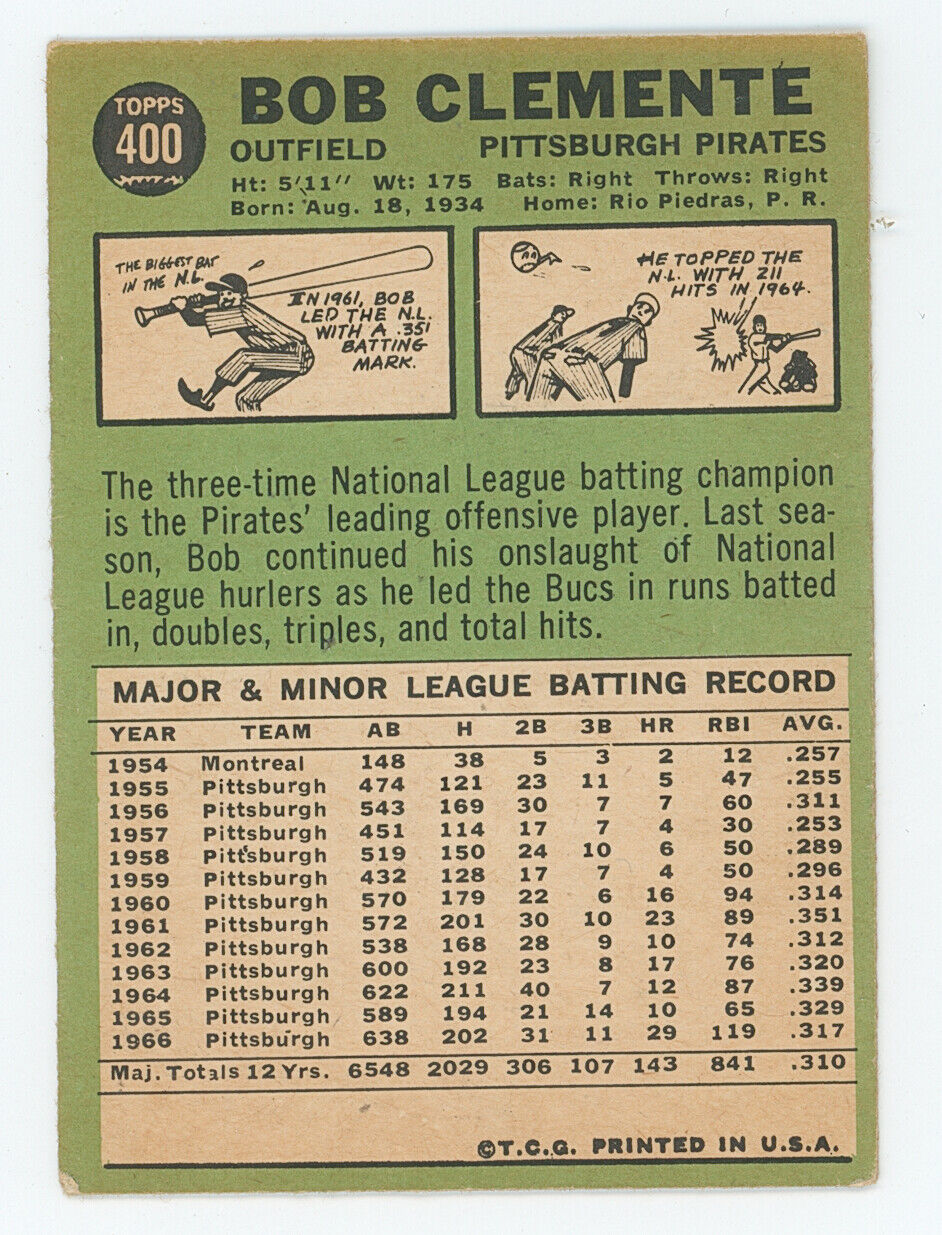 TOPPS
400
BOB CLEMENTE
OUTFIELD PITTSBURGH PIRATES
Ht: 5'11" Wt: 175 Bats: Right Throws: Right
Born: Aug. 18, 1934 Home: Rio Piedras, P. R.
THE BIGGEST BAT
IN THE N.L.
IN 1961, BOB
LED THE N.L.
WITH A .351
BATTING
MARK.
HE TOPPED THE
N.L. WITH 211
HITS IN 1964.
The three-time National League batting champion
is the Pirates' leading offensive player. Last sea-
son, Bob continued his onslaught of National
League hurlers as he led the Bucs in runs batted
in, doubles, triples, and total hits.
MAJOR & MINOR LEAGUE BATTING RECORD
YEAR TEAM AB H 2B 3B HR RBI AVG.
1954 Montreal 148 38 5 3 2 12 .257
1955 Pittsburgh 474 121 23 11 5 47 .255
1956 Pittsburgh 543 169 30 7 7 60 .311
1957 Pittsburgh 451 114 17 7 4 30 .253
1958 Pittsburgh 519 150 24 10 6 50 .289
1959 Pittsburgh 432 128 17 7 4 50 .296
1960 Pittsburgh 570 179 22 6 16 94 .314
1961 Pittsburgh 572 201 30 10 23 89 .351
1962 Pittsburgh 538 168 28 9 10 74 .312
1963 Pittsburgh 600 192 23 8 17 76 .320
1964 Pittsburgh 622 211 40 7 12 87 .339
1965 Pittsburgh 589 194 21 14 10 65 .329
1966 Pittsburgh 638 202 31 11 29 119 .317
Maj. Totals 12 Yrs. 6548 2029 306 107 143 841 .310
©T.C.G. PRINTED IN U.S.A.